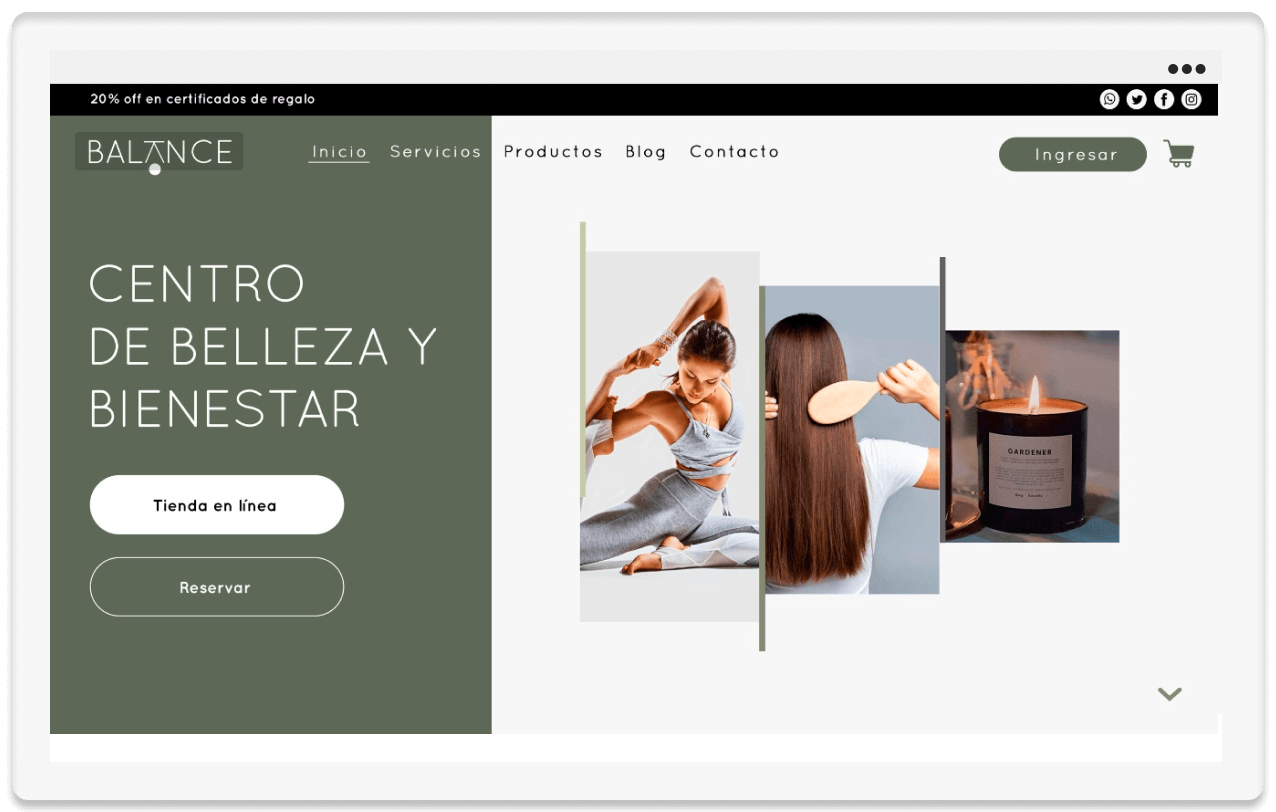 20% off en certificados de regalo
BALANCE
Inicio Servicios Productos Blog Contacto
Ingresar
CENTRO
DE BELLEZA Y
BIENESTAR
Tienda en línea
Reservar
GARDENER